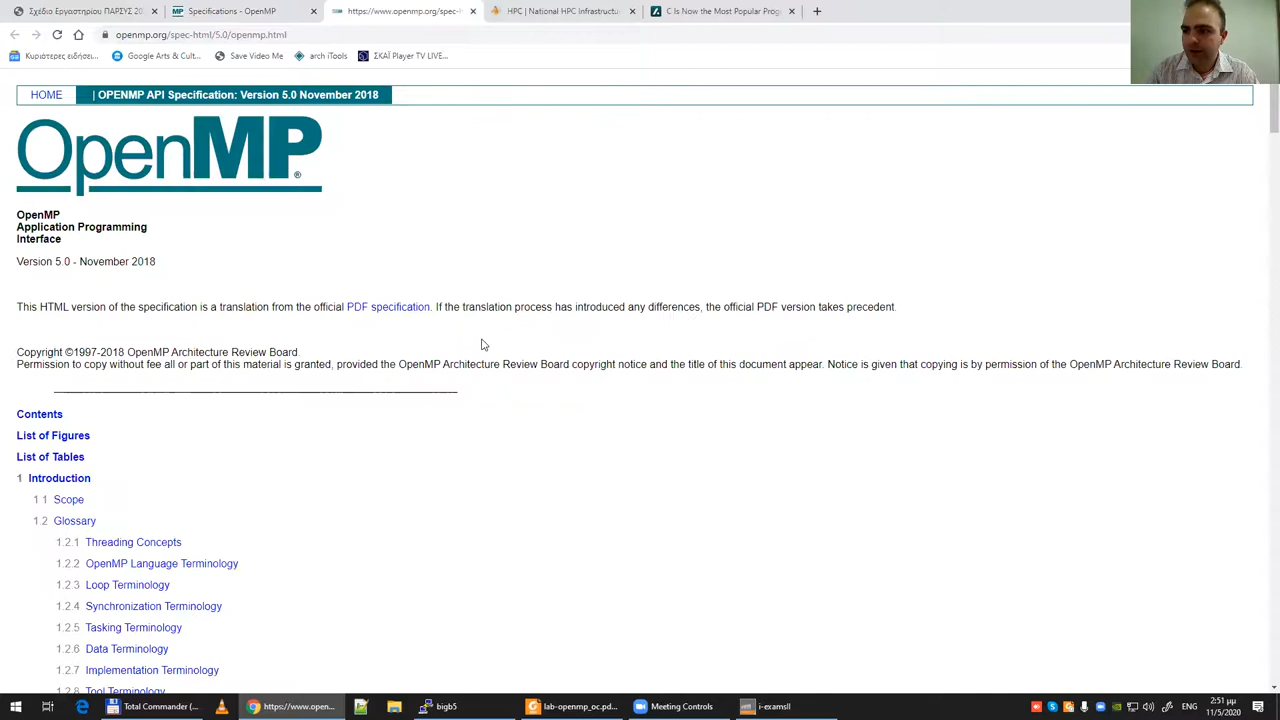 Σχέδιο Εργαστηρίου ΠΑΡΣΥΣ 20
Specifications - OpenMP
https://www.openmp.org/spec-h
HPC | National HPC Infrastructu
C Is Now the Most Popular Prog
openmp.org/spec-html/5.0/openmp.html
Κυριότερες ειδήσει...
Google Arts & Cult...
Save Video Me
arch iTools
ΣΚΑΪ Player TV LIVE...
HOME | OPENMP API Specification: Version 5.0 November 2018
OpenMP®
OpenMP
Application Programming
Interface
Version 5.0 - November 2018
This HTML version of the specification is a translation from the official PDF specification. If the translation process has introduced any differences, the official PDF version takes precedent.
Copyright ©1997-2018 OpenMP Architecture Review Board.
Permission to copy without fee all or part of this material is granted, provided the OpenMP Architecture Review Board copyright notice and the title of this document appear. Notice is given that copying is by permission of the OpenMP Architecture Review Board.
Contents
List of Figures
List of Tables
1 Introduction
1.1 Scope
1.2 Glossary
1.2.1 Threading Concepts
1.2.2 OpenMP Language Terminology
1.2.3 Loop Terminology
1.2.4 Synchronization Terminology
1.2.5 Tasking Terminology
1.2.6 Data Terminology
1.2.7 Implementation Terminology
1.2.8 Tool Terminology
Total Commander (...
https://www.open...
bigb5
lab-openmp_oc.pd...
Meeting Controls
i-examsII
ENG
2:51 μμ
11/5/2020